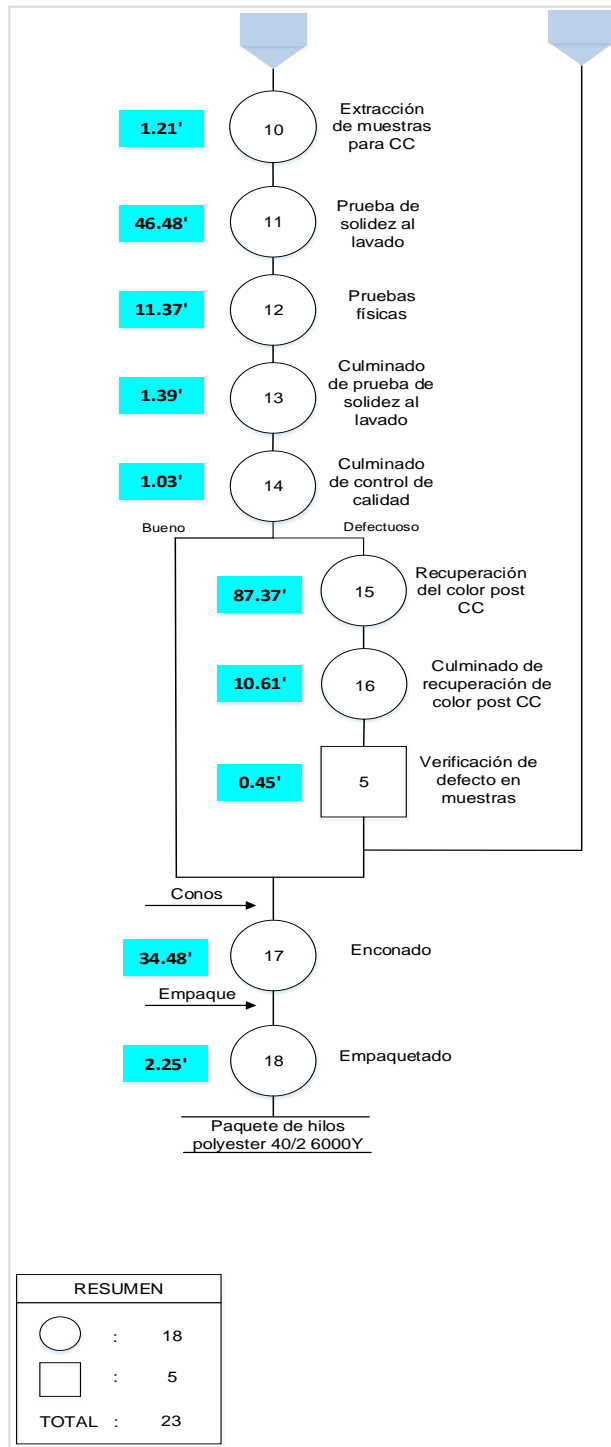 1.21'
10
Extracción
de muestras
para CC
46.48'
11
Prueba de
solidez al
lavado
11.37'
12
Pruebas
físicas
1.39'
13
Culminado
de prueba de
solidez al
lavado
1.03'
14
Culminado
de control de
calidad
Bueno
Defectuoso
87.37'
15
Recuperación
del color post
CC
10.61'
16
Culminado de
recuperación de
color post CC
0.45'
5
Verificación de
defecto en
muestras
Conos
34.48'
17
Enconado
Empaque
2.25'
18
Empaquetado
Paquete de hilos
polyester 40/2 6000Y
RESUMEN
: 18
: 5
TOTAL : 23